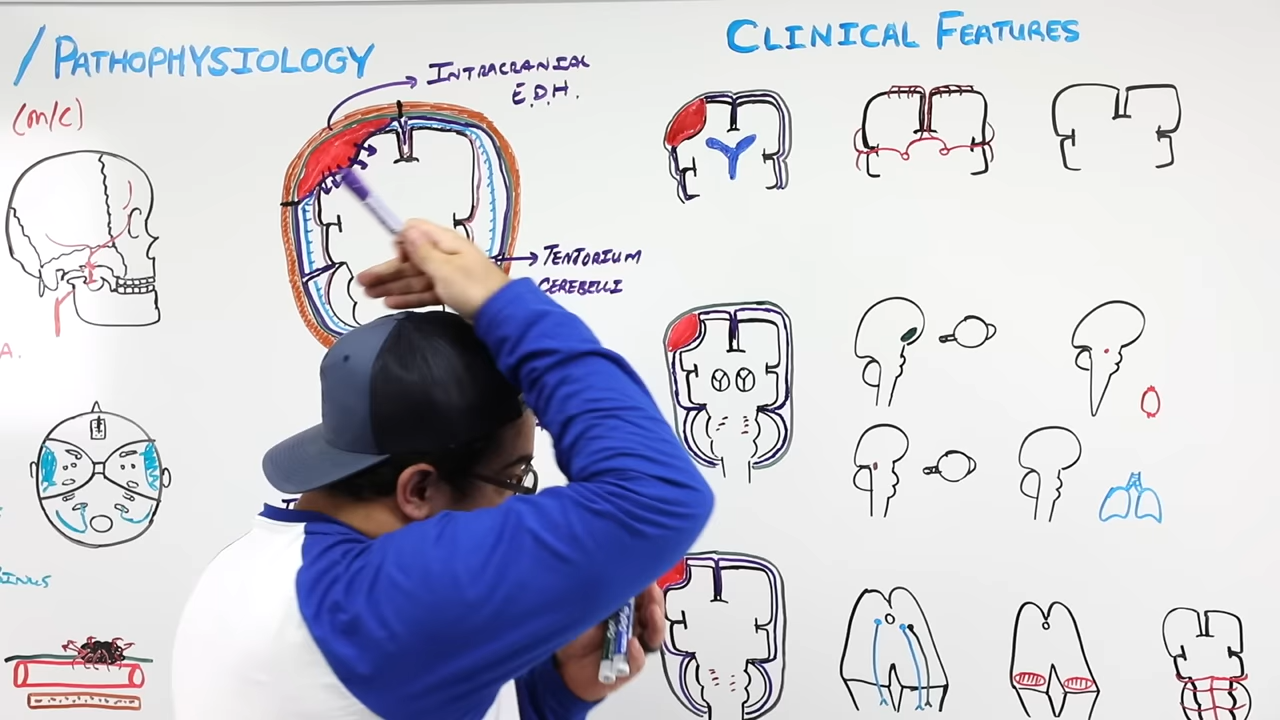 /PATHOPHYSIOLOGY
(m/c)
INTRACRANIAL
E.D.H.
TENTORIUM
CEREBELLI
A.
CLINICAL FEATURES